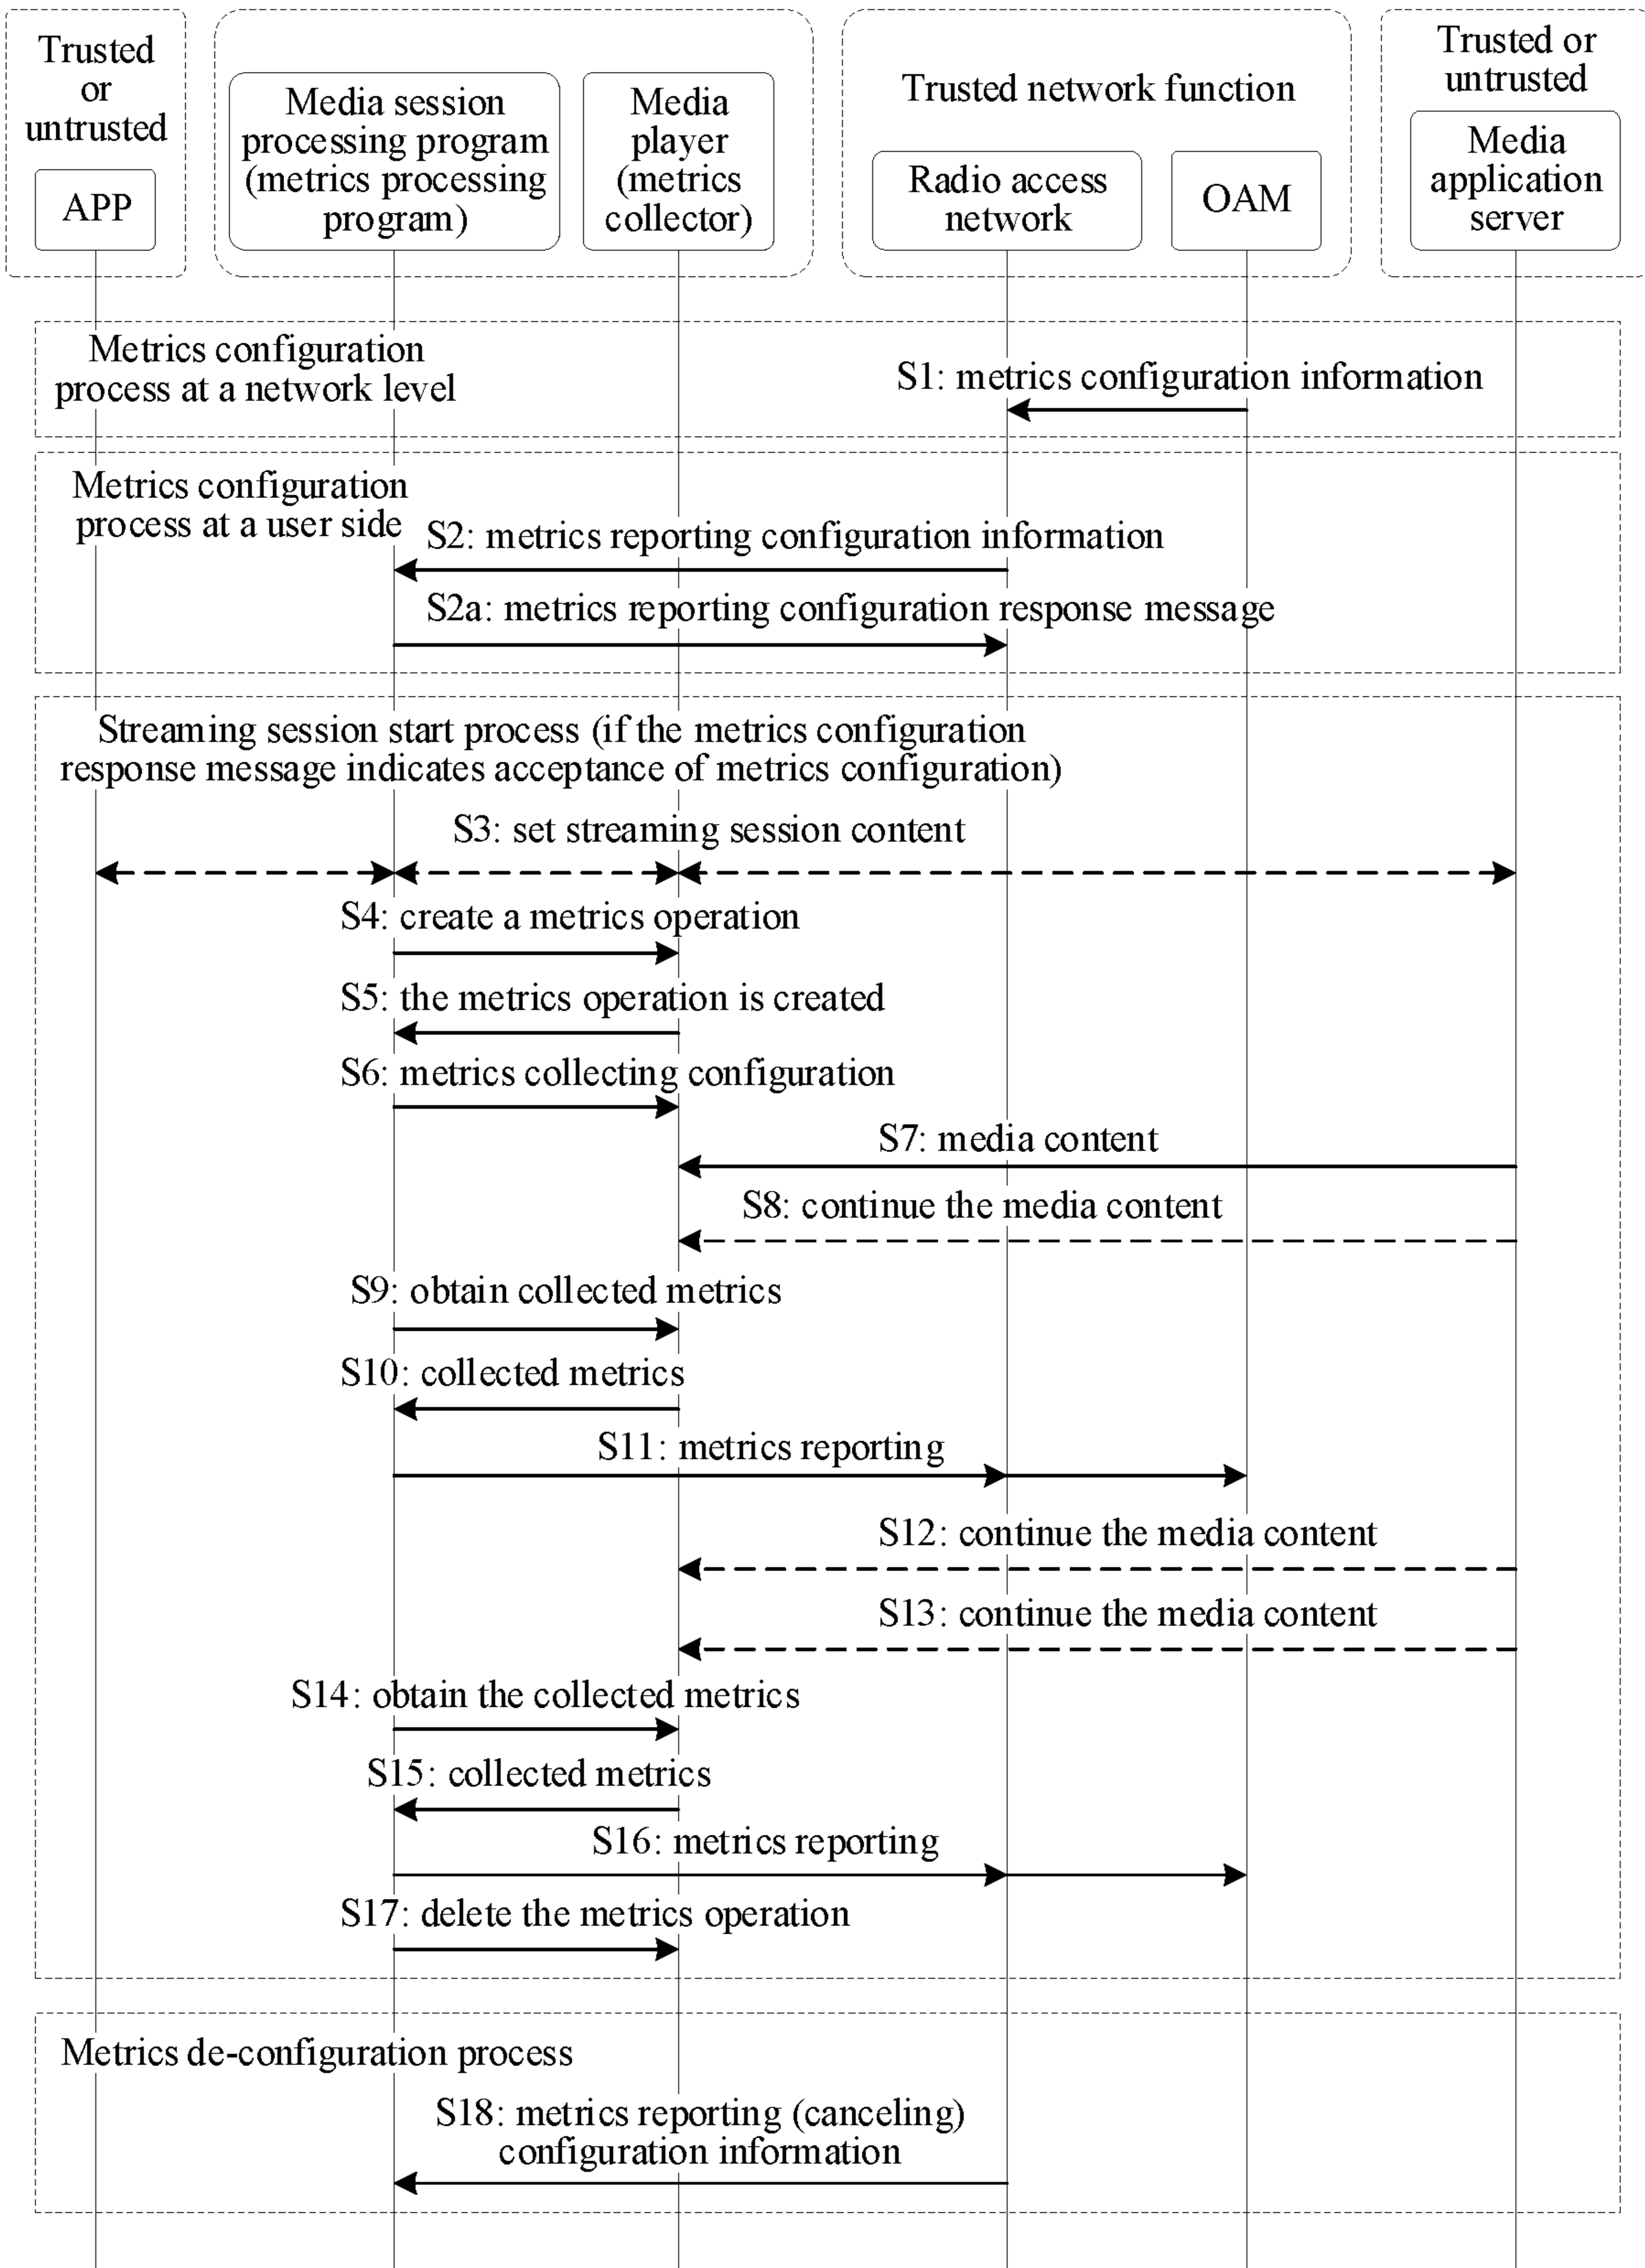 Trusted
or
untrusted
APP
Media session
processing program
(metrics processing
program)
Media
player
(metrics
collector)
Trusted network function
Radio access
network
OAM
Trusted or
untrusted
Media
application
server
Metrics configuration
process at a network level
S1: metrics configuration information
Metrics configuration
process at a user side
S2: metrics reporting configuration information
S2a: metrics reporting configuration response message
Streaming session start process (if the metrics configuration
response message indicates acceptance of metrics configuration)
S3: set streaming session content
S4: create a metrics operation
S5: the metrics operation is created
S6: metrics collecting configuration
S7: media content
S8: continue the media content
S9: obtain collected metrics
S10: collected metrics
S11: metrics reporting
S12: continue the media content
S13: continue the media content
S14: obtain the collected metrics
S15: collected metrics
S16: metrics reporting
S17: delete the metrics operation
Metrics de-configuration process
S18: metrics reporting (canceling)
configuration information